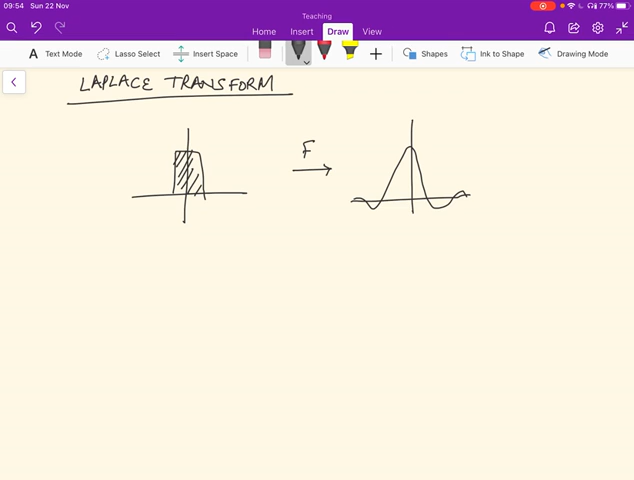 09:54 Sun 22 Nov 77%
Teaching
Home Insert Draw View
A Text Mode Lasso Select Insert Space Shapes Ink to Shape Drawing Mode
LAPLACE TRANSFORM
F